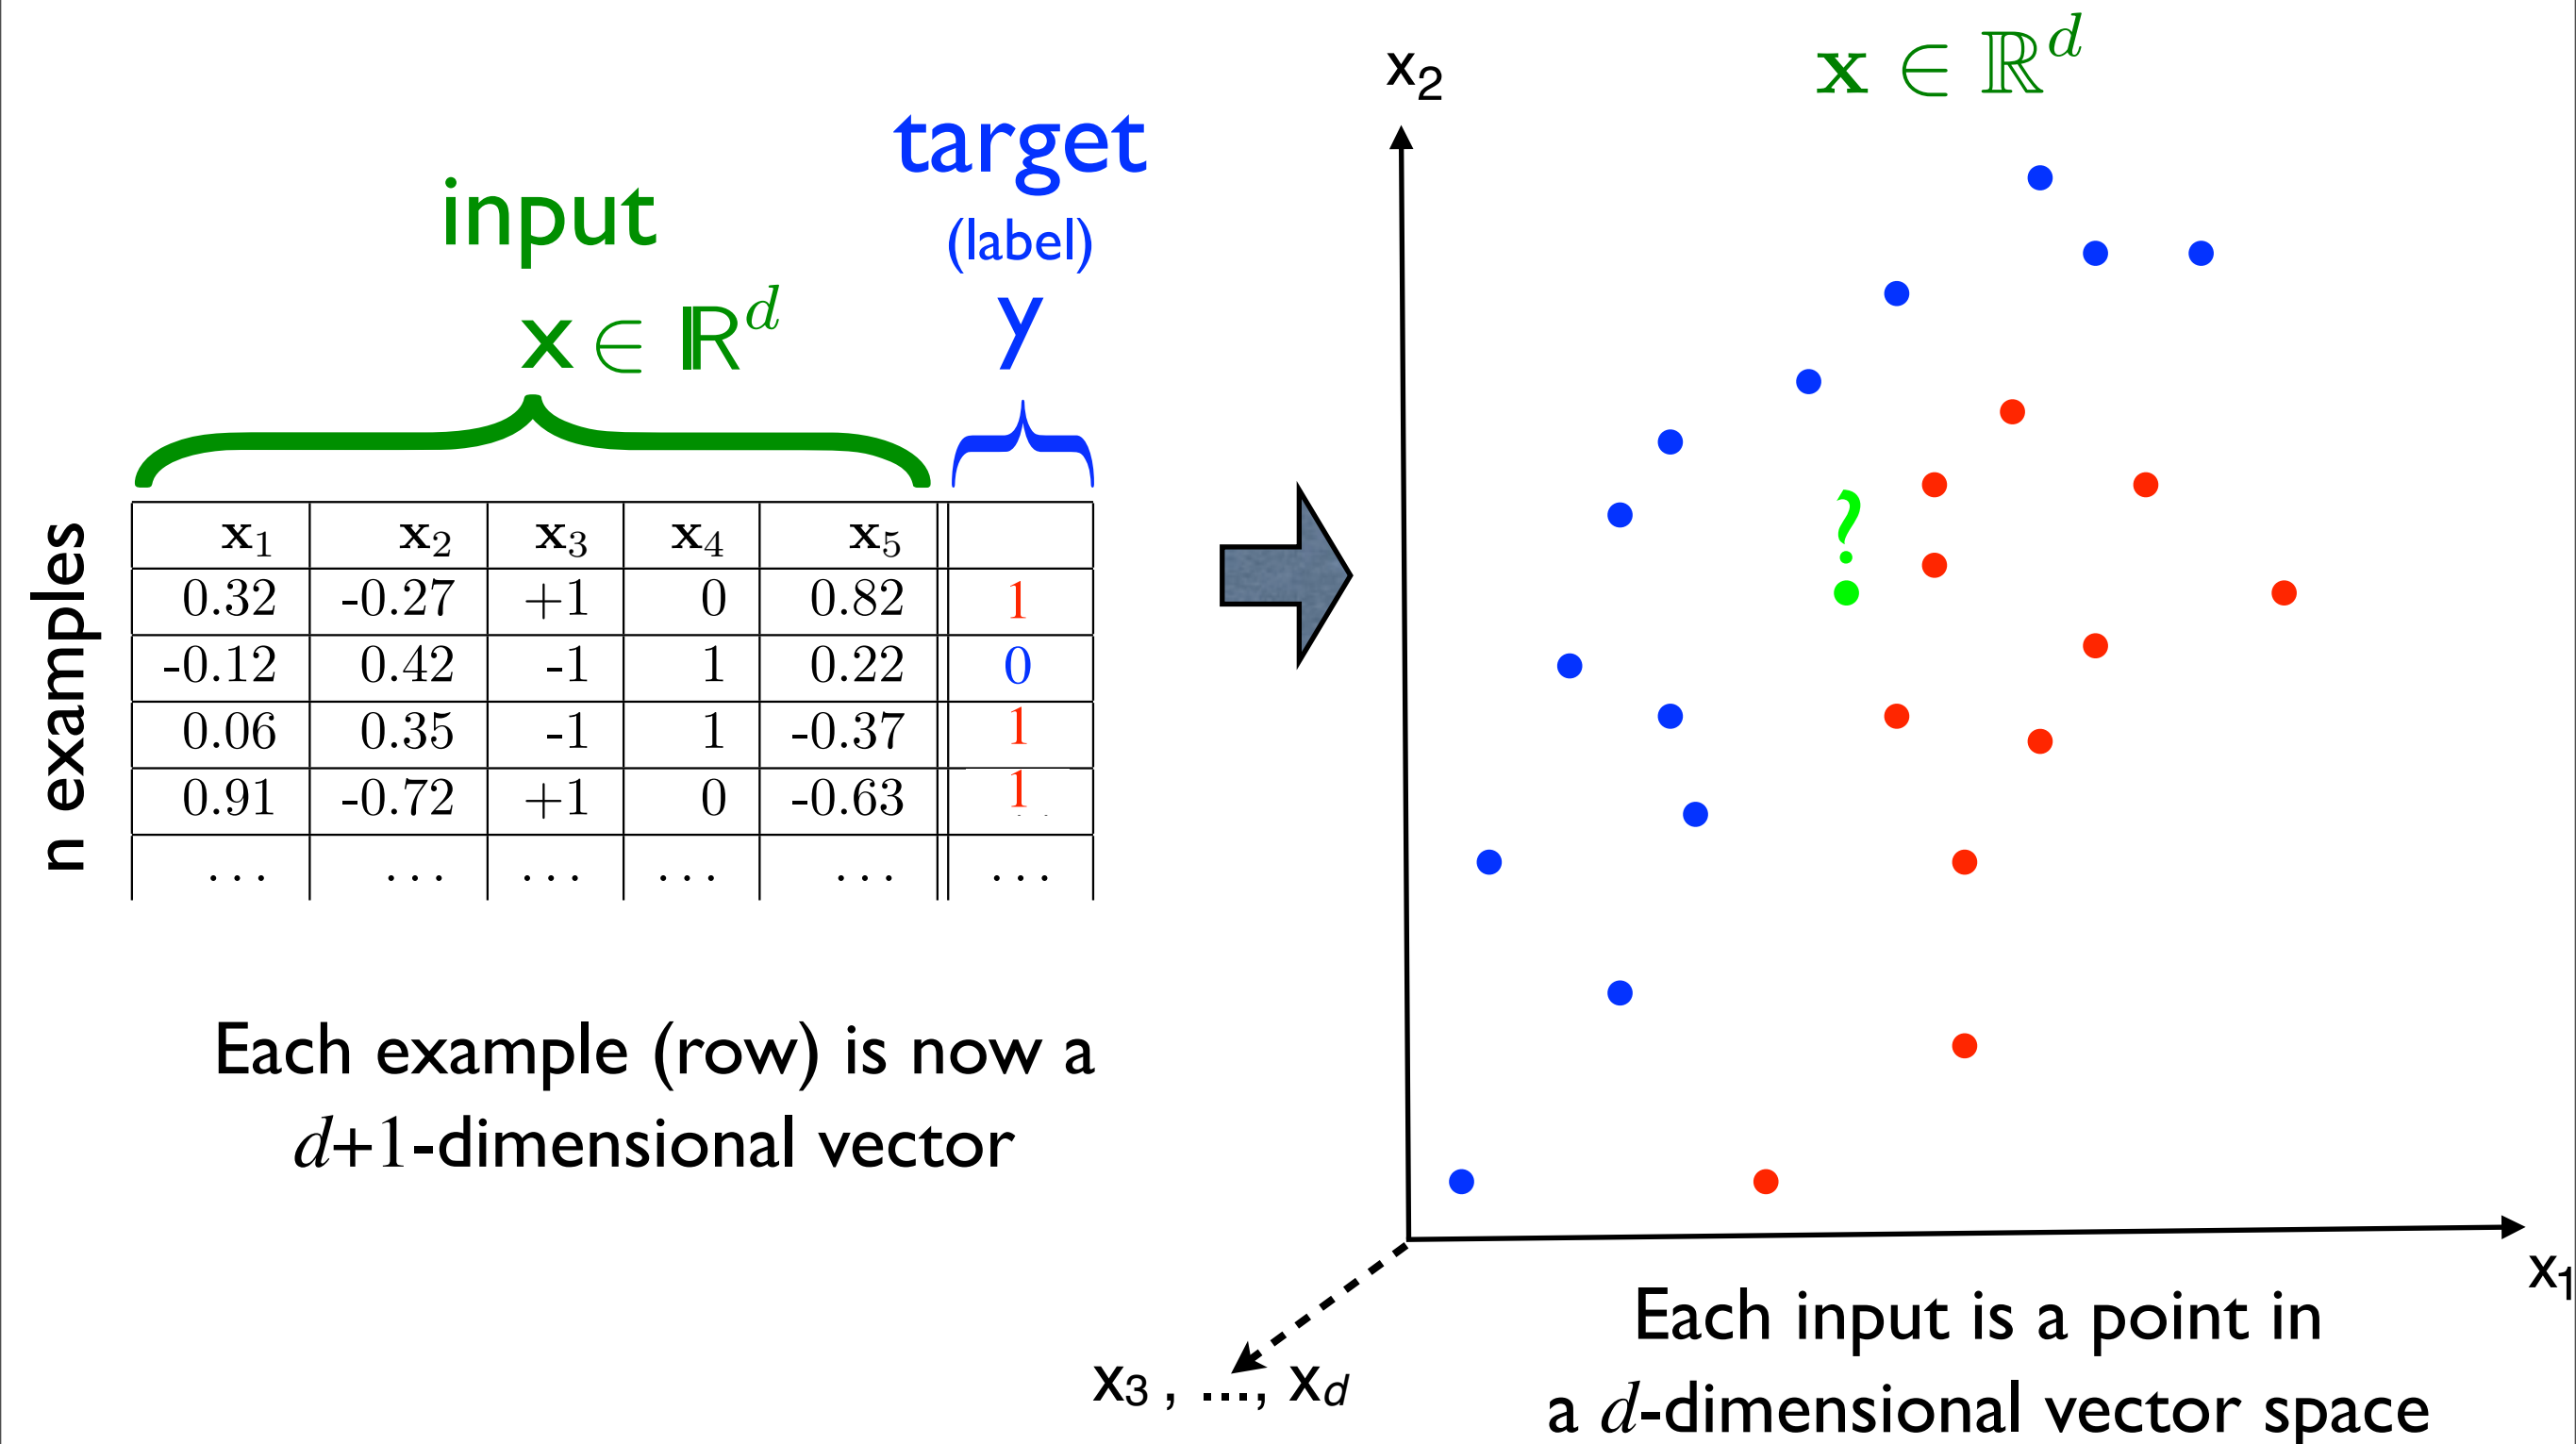 input
x ∈ ℝᵈ
target
(label)
y
n examples
x₁ x₂ x₃ x₄ x₅
0.32 -0.27 +1 0 0.82 1
-0.12 0.42 -1 1 0.22 0
0.06 0.35 -1 1 -0.37 1
0.91 -0.72 +1 0 -0.63 1
... ... ... ... ... ...
Each example (row) is now a
d+1-dimensional vector
x ∈ ℝᵈ
x₂
?
x₁
x₃ , ..., x_d
Each input is a point in
a d-dimensional vector space